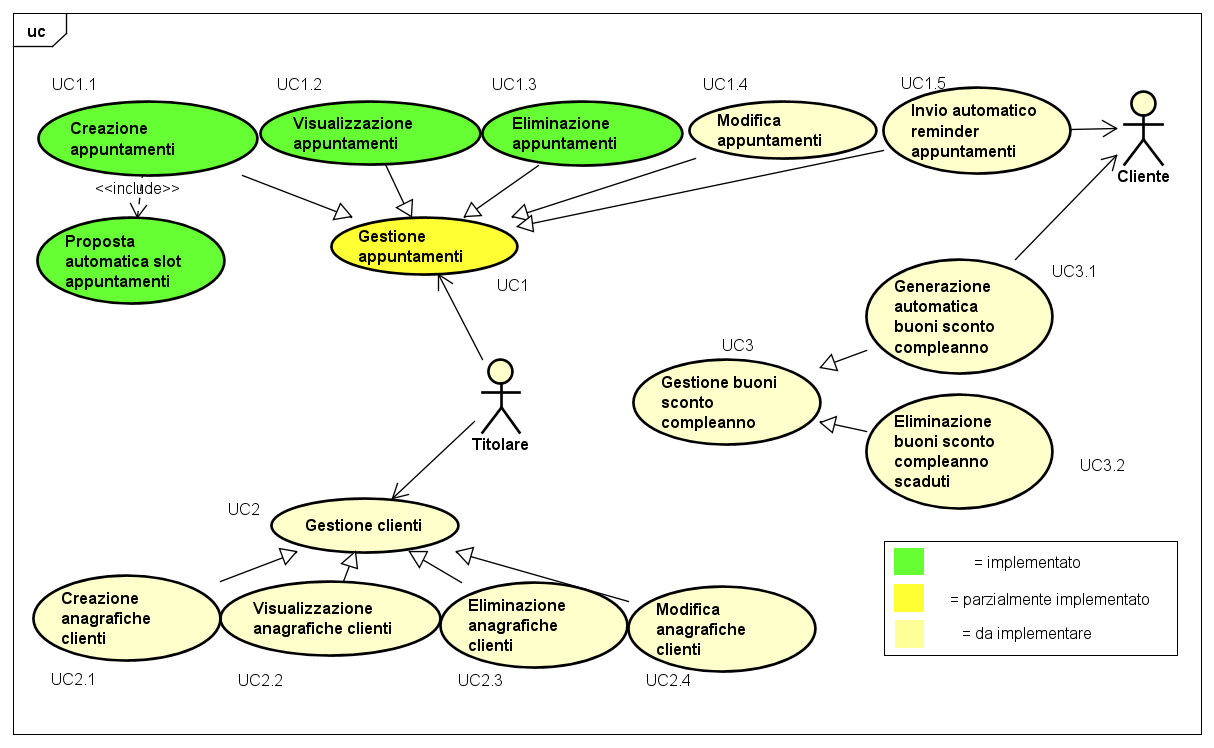 uc
UC1.1
UC1.2
UC1.3
UC1.4
UC1.5
Creazione
appuntamenti
Visualizzazione
appuntamenti
Eliminazione
appuntamenti
Modifica
appuntamenti
Invio automatico
reminder
appuntamenti
Cliente
<<include>>
Proposta
automatica slot
appuntamenti
Gestione
appuntamenti
UC1
UC3.1
Generazione
automatica
buoni sconto
compleanno
UC3
Gestione buoni
sconto
compleanno
Titolare
Eliminazione
buoni sconto
compleanno
scaduti
UC3.2
UC2
Gestione clienti
Creazione
anagrafiche
clienti
Visualizzazione
anagrafiche clienti
Eliminazione
anagrafiche
clienti
Modifica
anagrafiche
clienti
UC2.1
UC2.2
UC2.3
UC2.4
= implementato
= parzialmente implementato
= da implementare